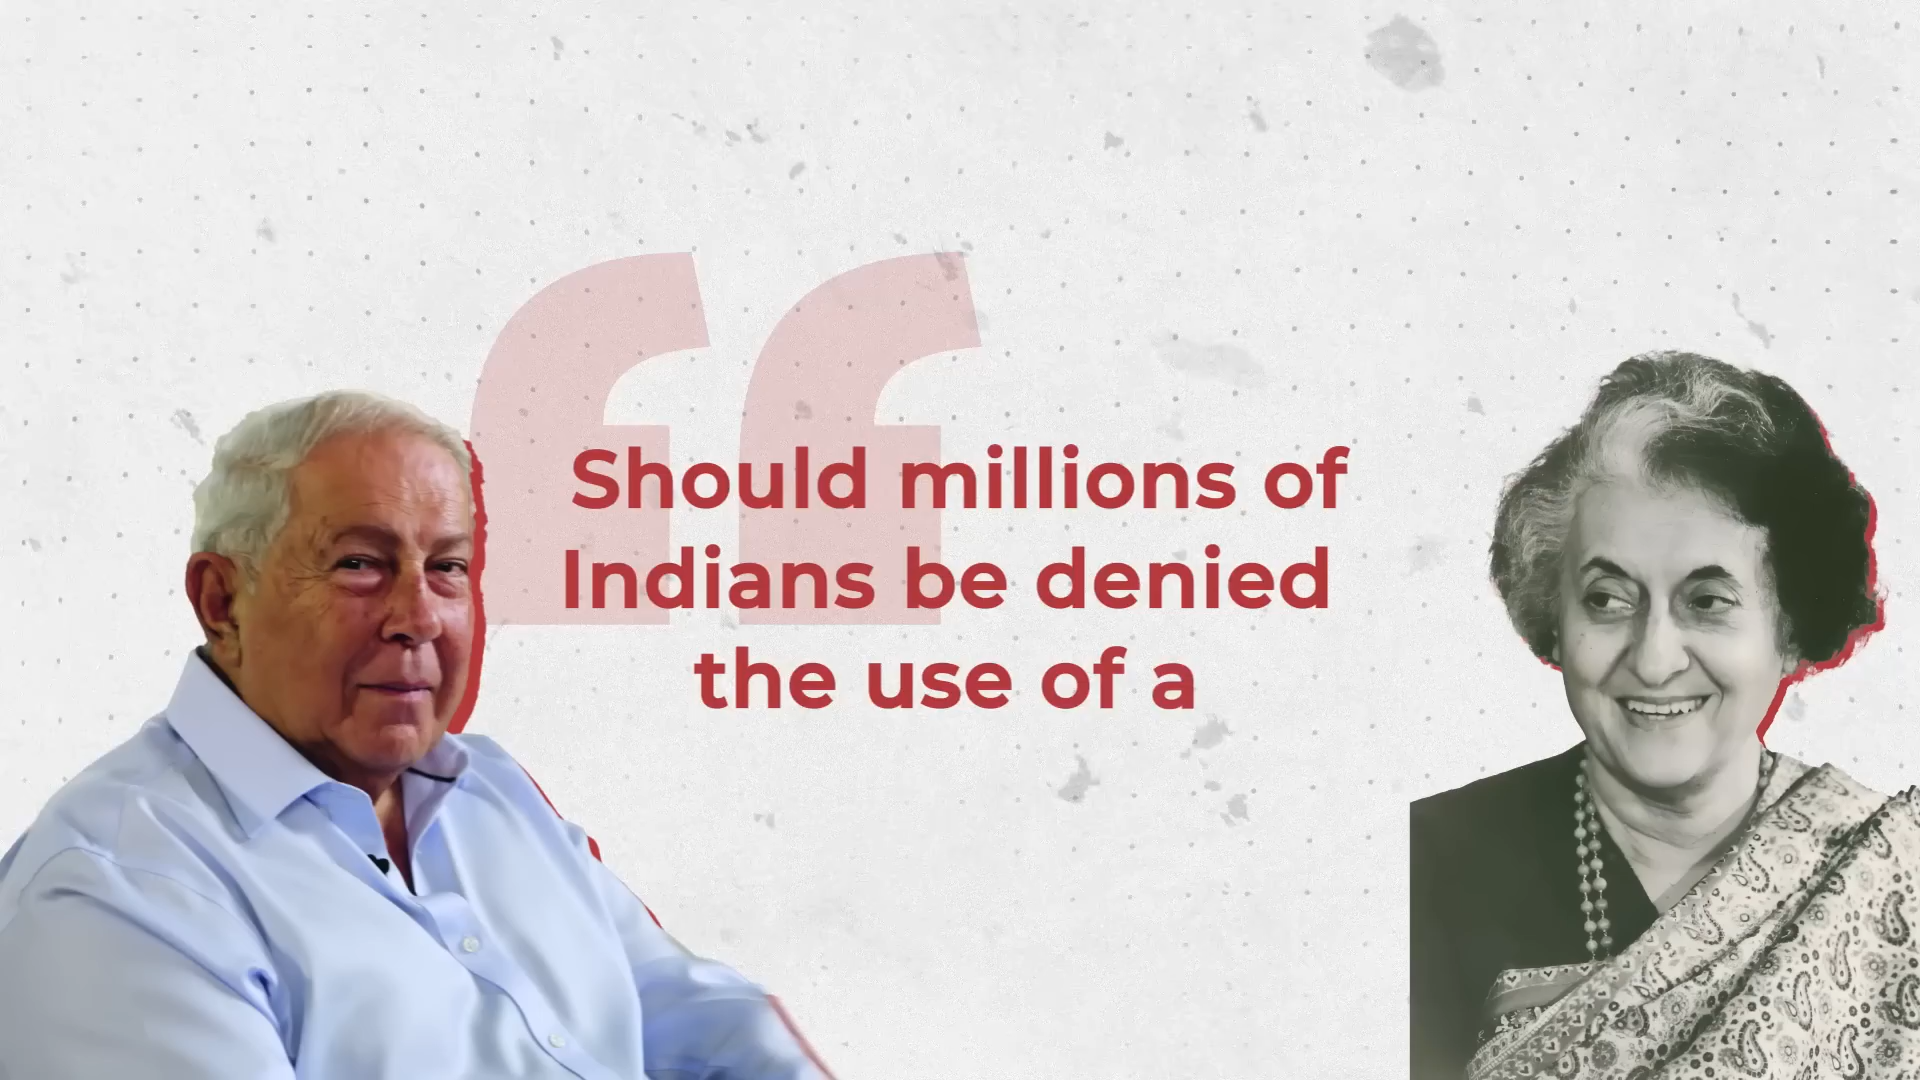 Should millions of
Indians be denied
the use of a